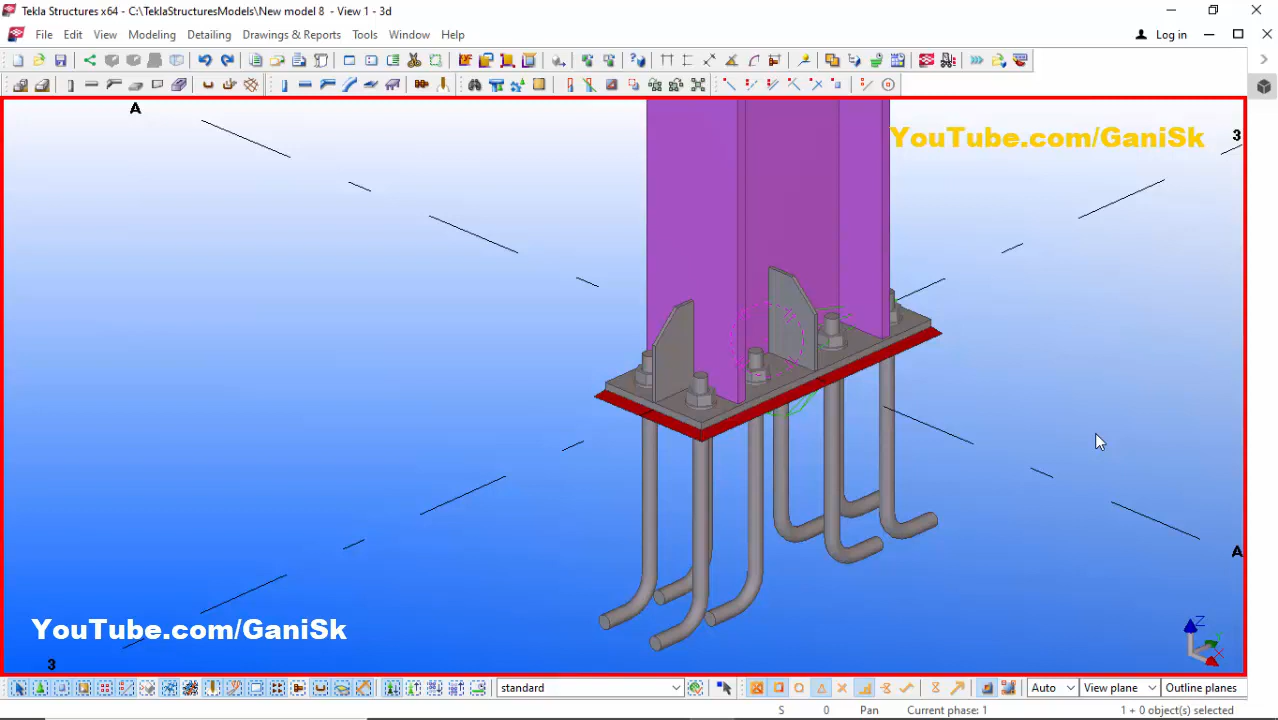 Tekla Structures x64 - C:\TeklaStructuresModels\New model 8 - View 1 - 3d
File Edit View Modeling Detailing Drawings & Reports Tools Window Help
Log in
A
YouTube.com/GaniSk
3
A
YouTube.com/GaniSk
3
Z
Y
X
standard
Auto
View plane
Outline planes
S 0 Pan Current phase: 1 1 + 0 object(s) selected